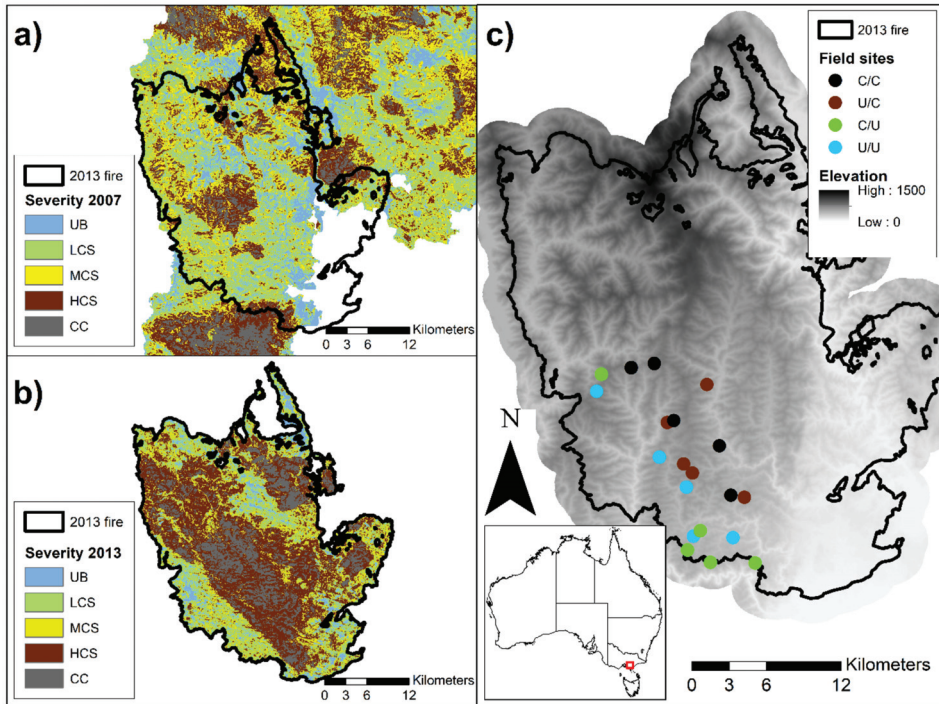 a)
2013 fire
Severity 2007
UB
LCS
MCS
HCS
CC
Kilometers
0 3 6 12
b)
2013 fire
Severity 2013
UB
LCS
MCS
HCS
CC
Kilometers
0 3 6 12
c)
2013 fire
Field sites
C/C
U/C
C/U
U/U
Elevation
High : 1500
Low : 0
N
Kilometers
0 3 6 12